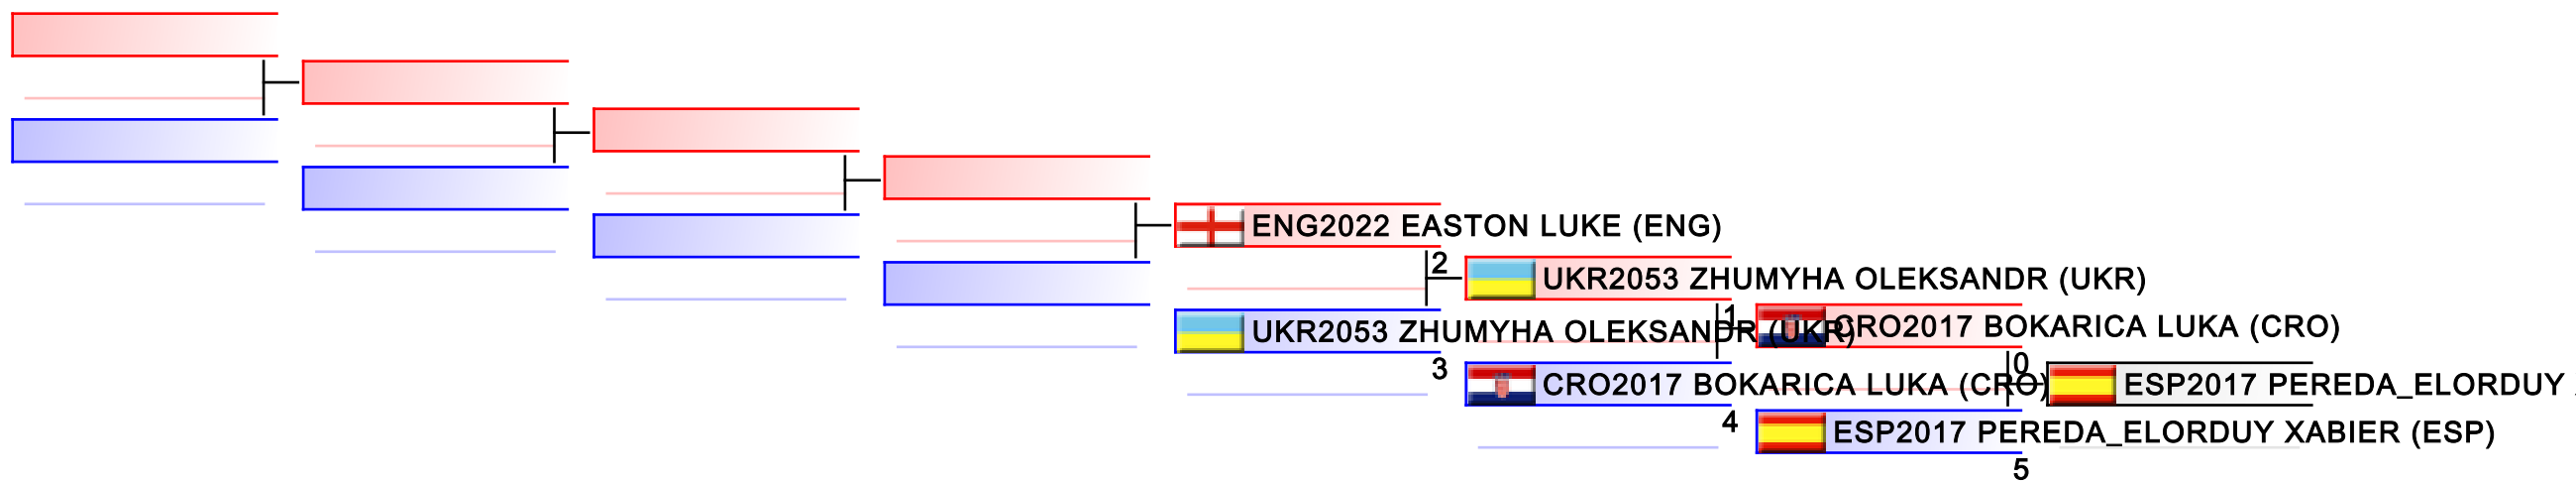 ENG2022 EASTON LUKE (ENG)
2
UKR2053 ZHUMYHA OLEKSANDR (UKR)
UKR2053 ZHUMYHA OLEKSANDR (UKR)
3
1
CRO2017 BOKARICA LUKA (CRO)
CRO2017 BOKARICA LUKA (CRO)
4
0
ESP2017 PEREDA_ELORDUY
ESP2017 PEREDA_ELORDUY XABIER (ESP)
5